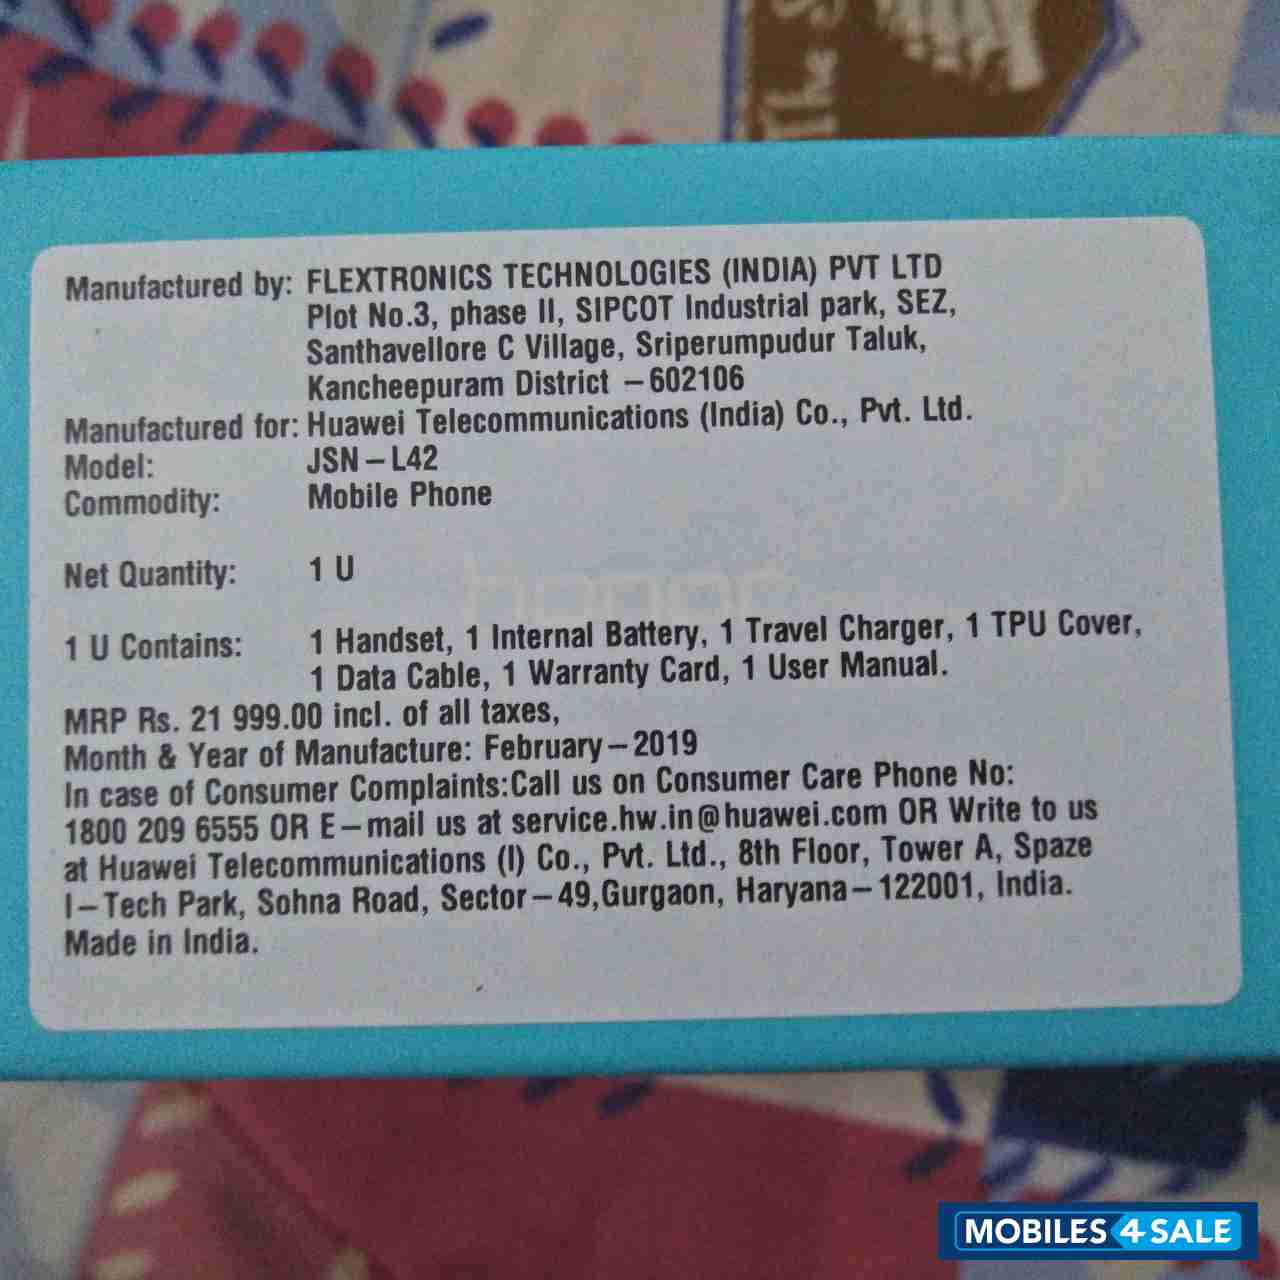 The S
Manufactured by: FLEXTRONICS TECHNOLOGIES (INDIA) PVT LTD
Plot No.3, phase II, SIPCOT Industrial park, SEZ,
Santhavellore C Village, Sriperumpudur Taluk,
Kancheepuram District –602106
Manufactured for: Huawei Telecommunications (India) Co., Pvt. Ltd.
Model: JSN–L42
Commodity: Mobile Phone
Net Quantity: 1 U
honor
1 U Contains: 1 Handset, 1 Internal Battery, 1 Travel Charger, 1 TPU Cover,
1 Data Cable, 1 Warranty Card, 1 User Manual.
MRP Rs. 21 999.00 incl. of all taxes,
Month & Year of Manufacture: February–2019
In case of Consumer Complaints:Call us on Consumer Care Phone No:
1800 209 6555 OR E–mail us at service.hw.in@huawei.com OR Write to us
at Huawei Telecommunications (I) Co., Pvt. Ltd., 8th Floor, Tower A, Spaze
I–Tech Park, Sohna Road, Sector–49,Gurgaon, Haryana–122001, India.
Made in India.
MOBILES 4 SALE